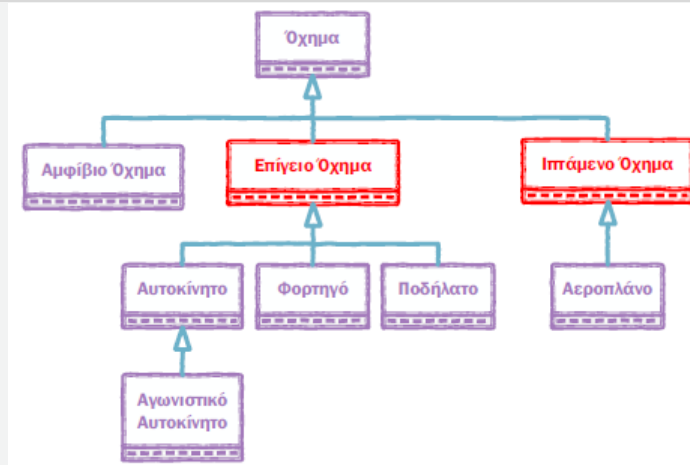 Όχημα
Αμφίβιο Όχημα
Επίγειο Όχημα
Ιπτάμενο Όχημα
Αυτοκίνητο
Φορτηγό
Ποδήλατο
Αεροπλάνο
Αγωνιστικό
Αυτοκίνητο